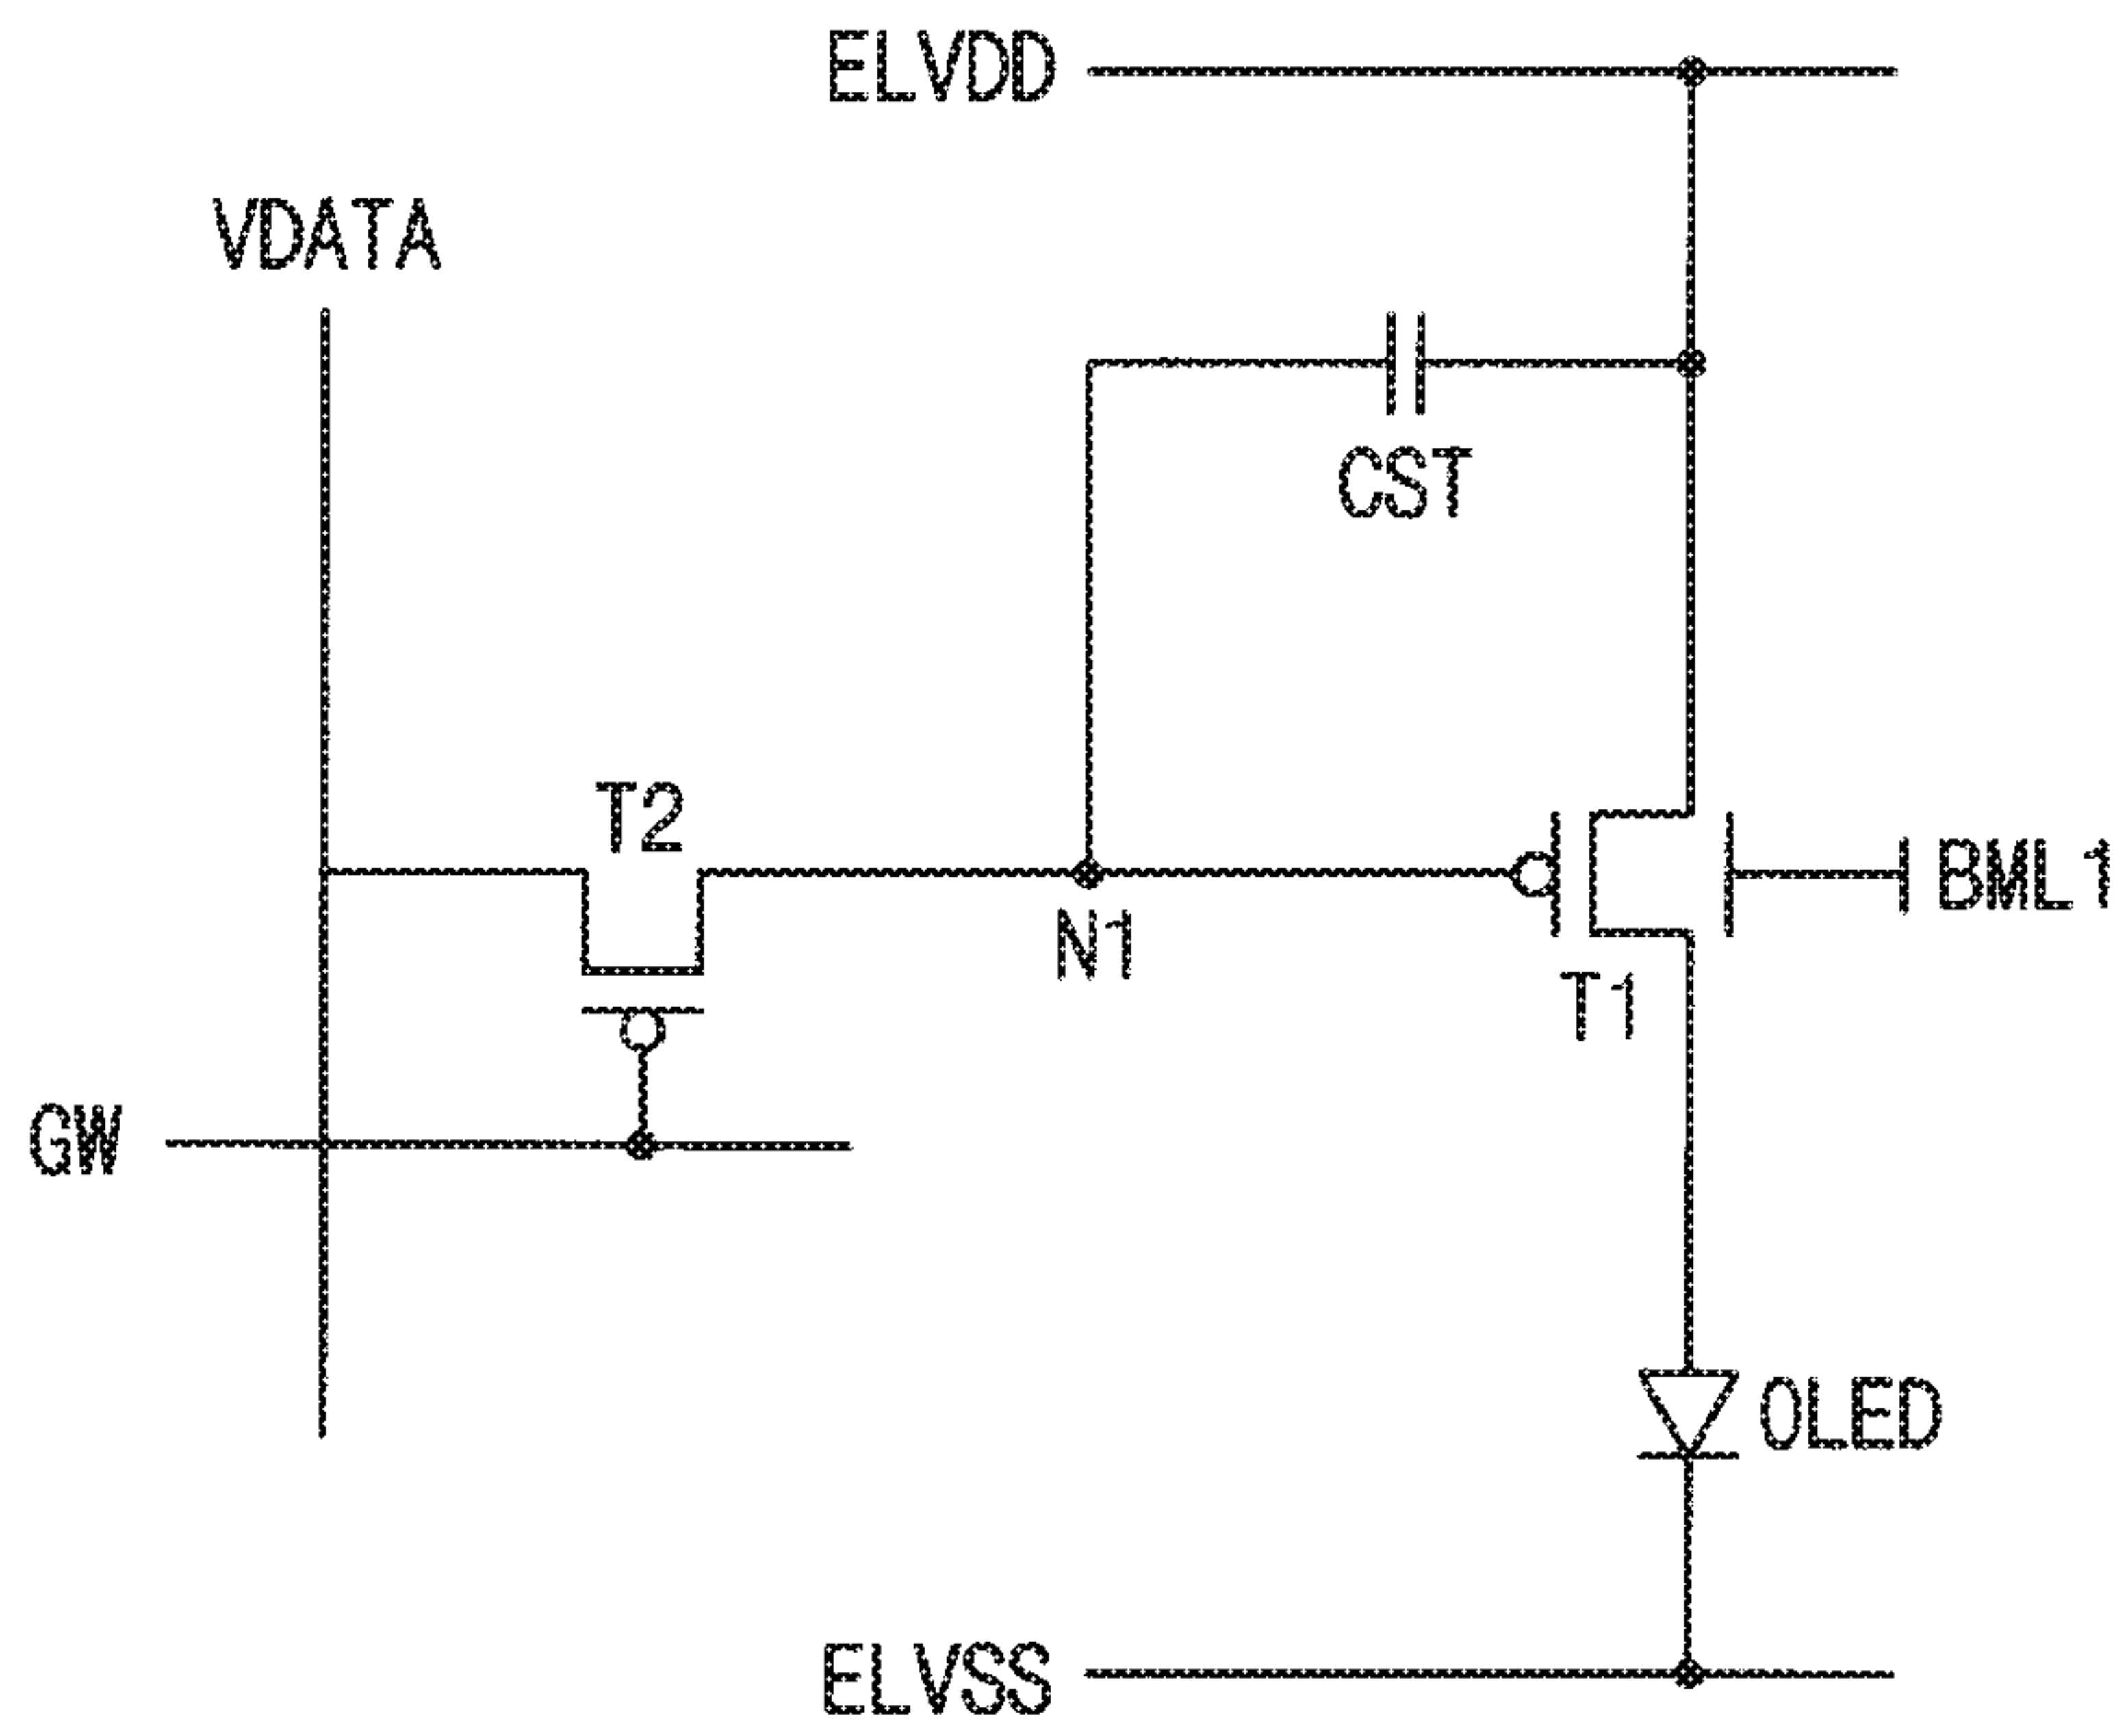 ELVDD
VDATA
CST
T2
BML1
N1
T1
GW
OLED
ELVSS